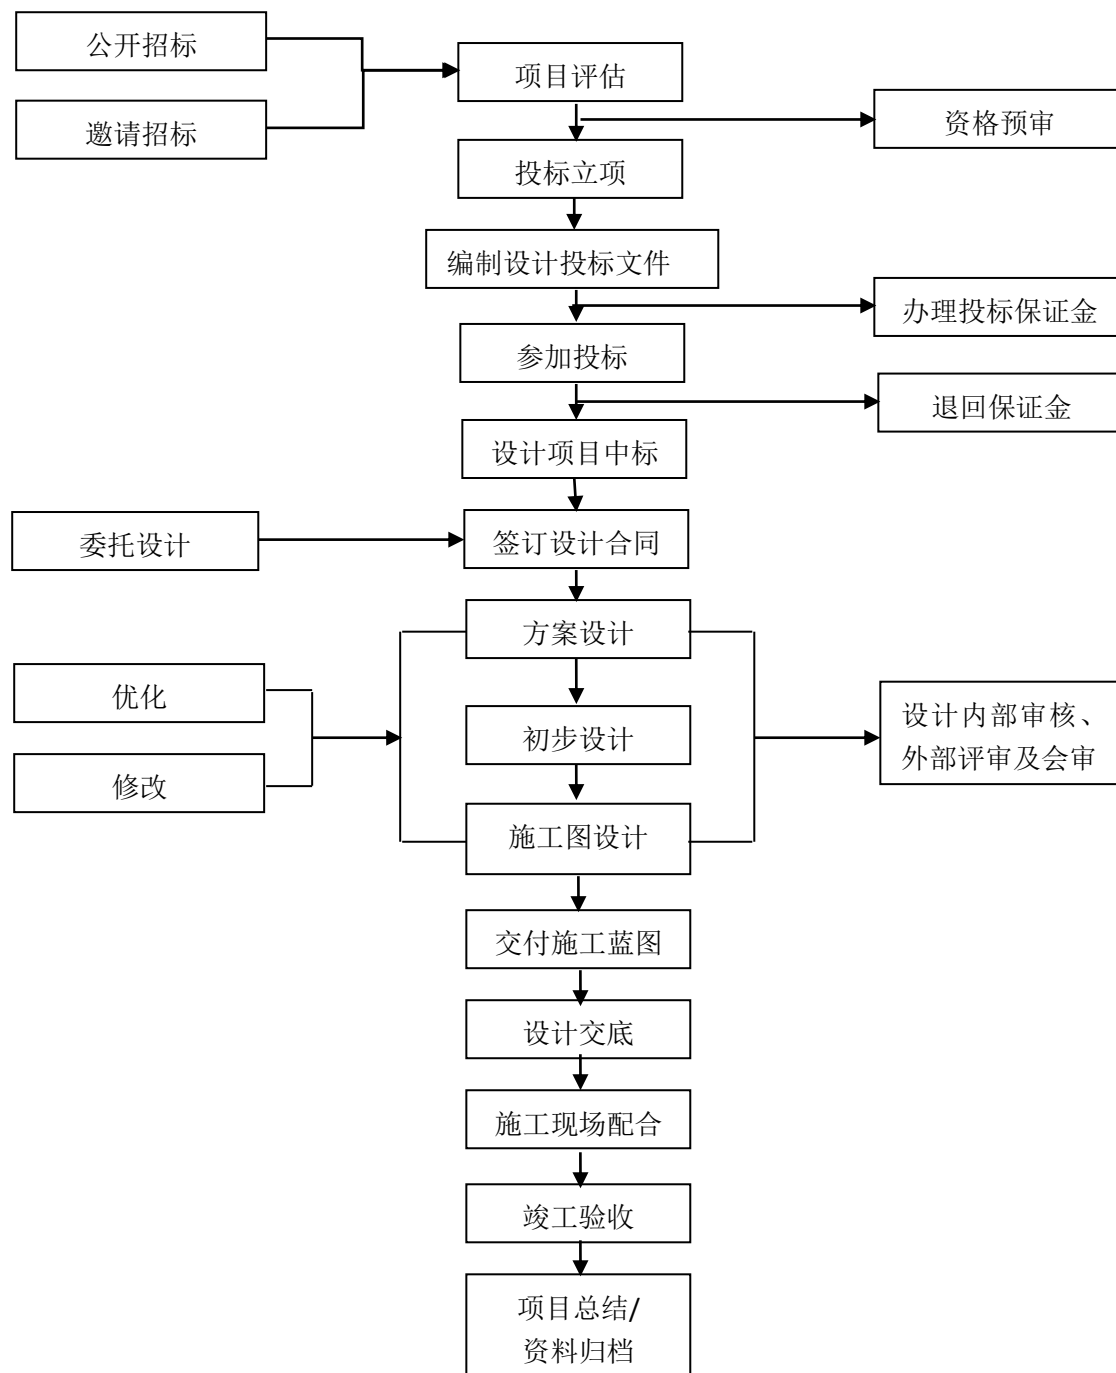 公开招标
项目评估
邀请招标
资格预审
投标立项
编制设计投标文件
办理投标保证金
参加投标
退回保证金
设计项目中标
委托设计
签订设计合同
方案设计
优化
设计内部审核、
外部评审及会审
初步设计
修改
施工图设计
交付施工蓝图
设计交底
施工现场配合
竣工验收
项目总结/
资料归档